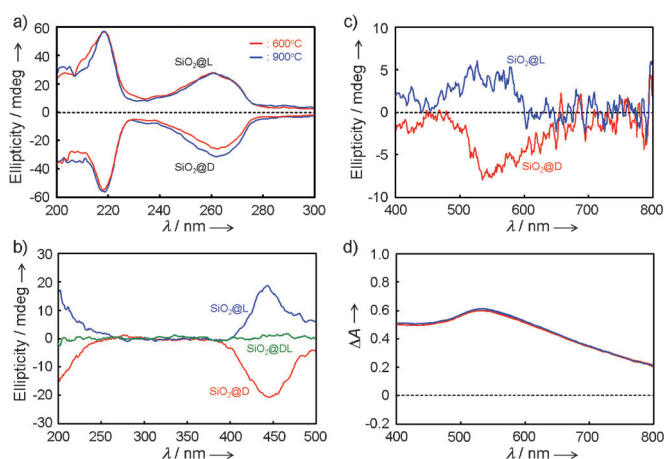 a)
Ellipticity / mdeg →
60
40
20
0
-20
-40
-60
SiO2@L
: 600°C
: 900°C
SiO2@D
200 220 240 260 280 300
λ / nm →
c)
Ellipticity / mdeg →
10
5
0
-5
-10
SiO2@L
SiO2@D
400 500 600 700 800
λ / nm →
b)
Ellipticity / mdeg →
30
20
10
0
-10
-20
-30
SiO2@L
SiO2@DL
SiO2@D
200 250 300 350 400 450 500
λ / nm →
d)
ΔA →
1.0
0.8
0.6
0.4
0.2
0
-0.2
400 500 600 700 800
λ / nm →